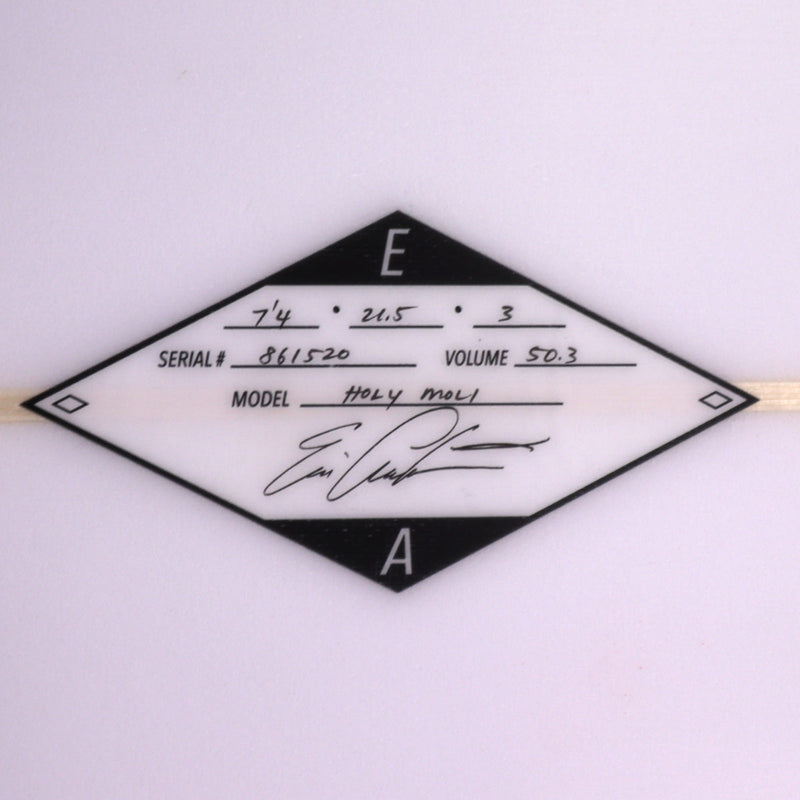 E
7'4 • 21.5 • 3
SERIAL # 861520 VOLUME 50.3
MODEL HOLY MOLI
A